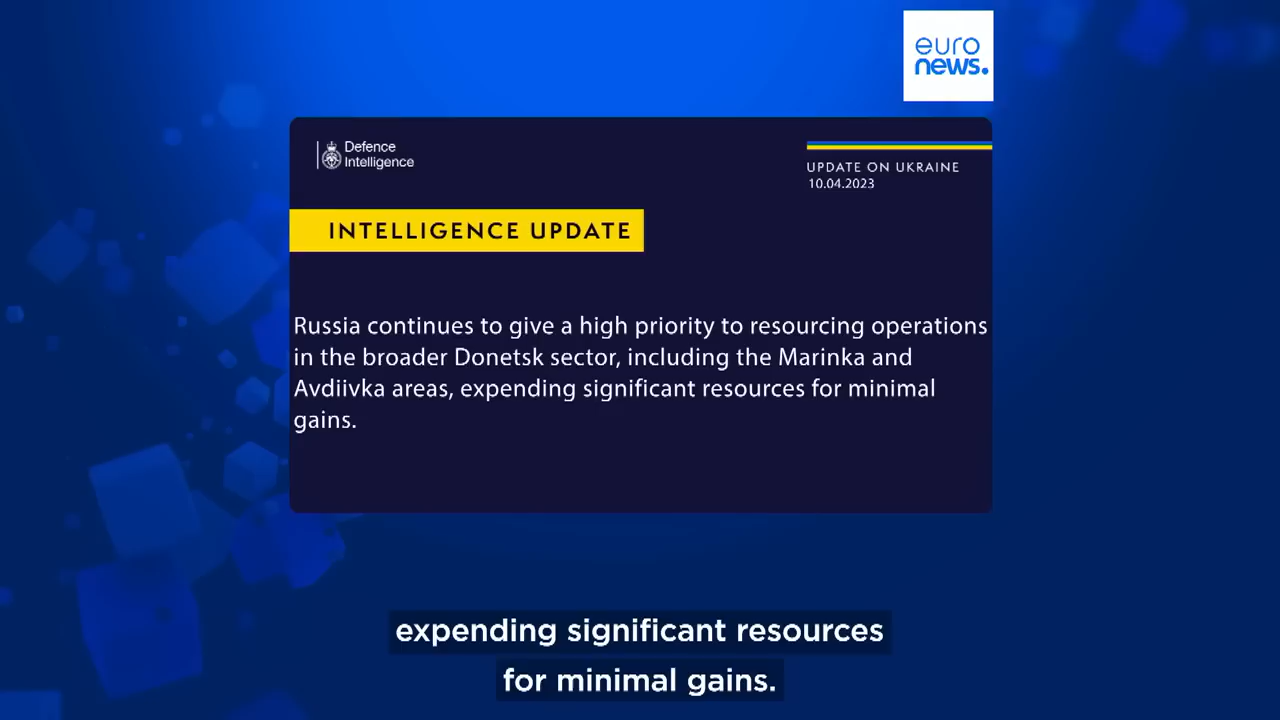 euro
news.
Defence
Intelligence
UPDATE ON UKRAINE
10.04.2023
INTELLIGENCE UPDATE
Russia continues to give a high priority to resourcing operations
in the broader Donetsk sector, including the Marinka and
Avdiivka areas, expending significant resources for minimal
gains.
expending significant resources
for minimal gains.